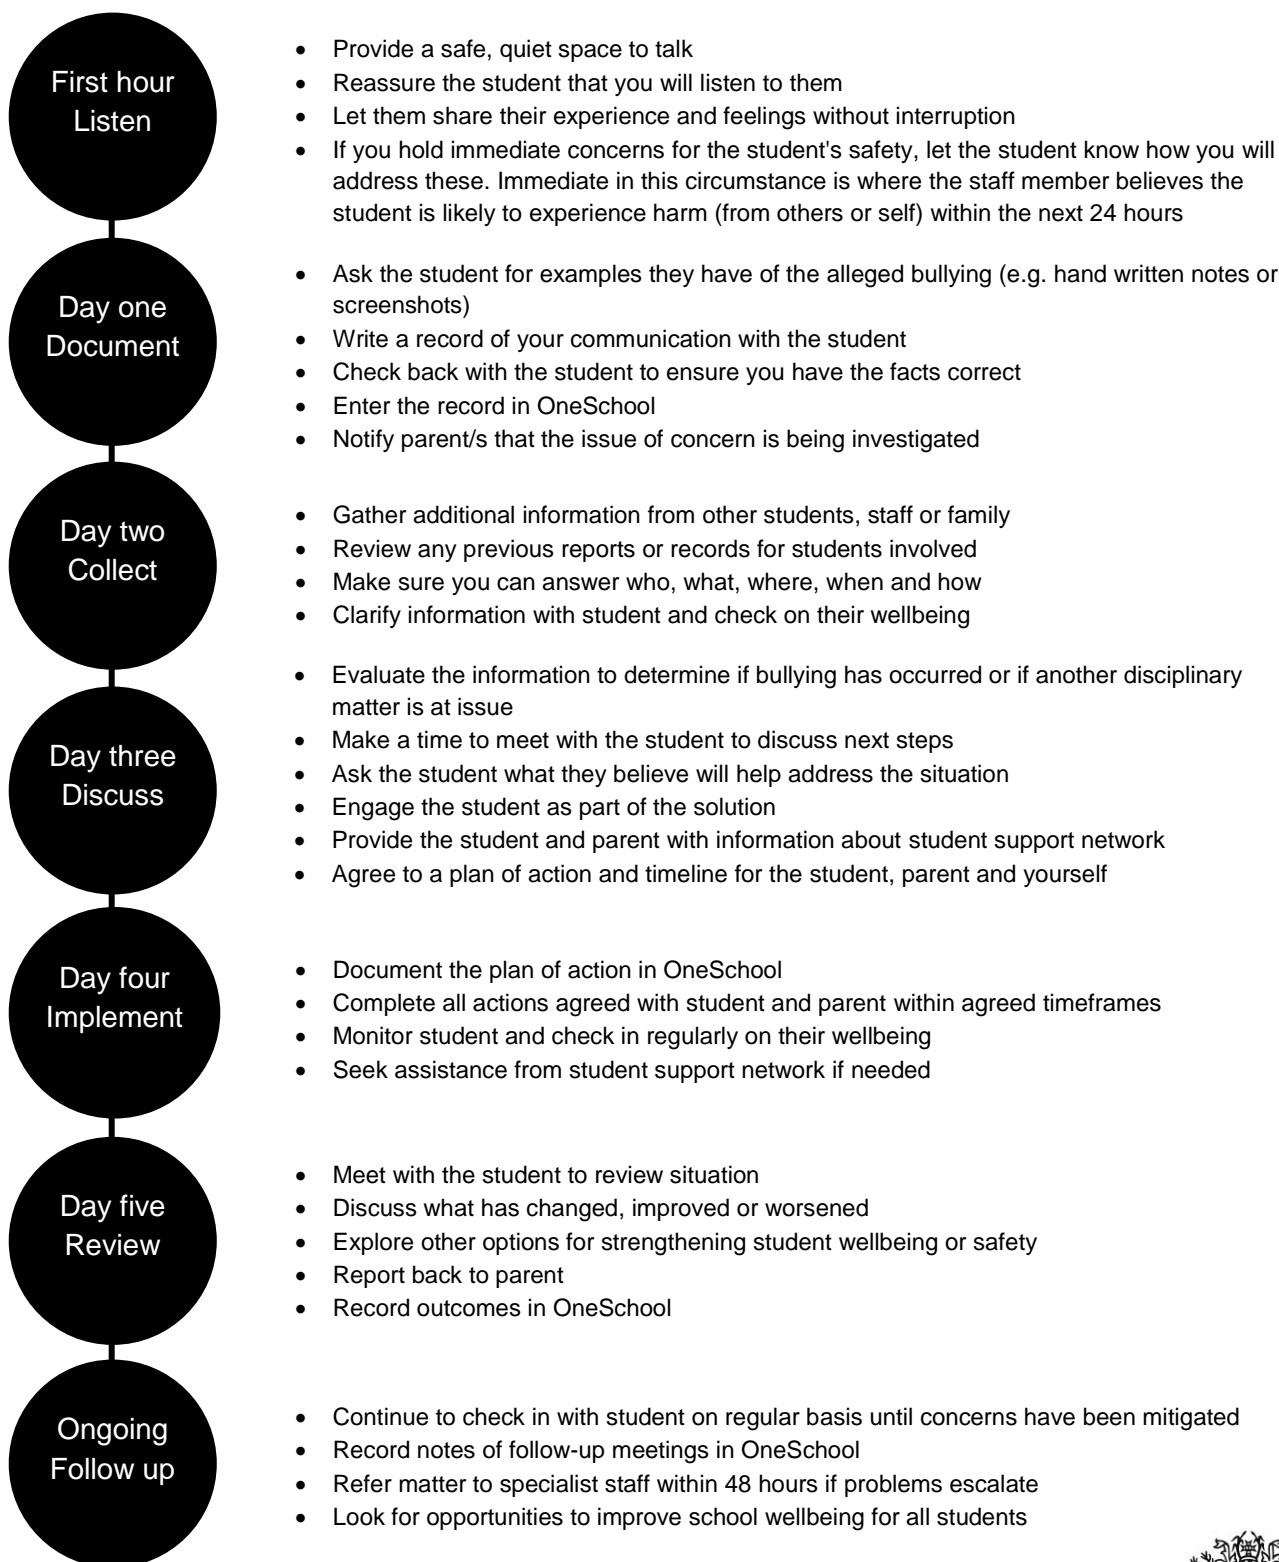 First hour
Listen
• Provide a safe, quiet space to talk
• Reassure the student that you will listen to them
• Let them share their experience and feelings without interruption
• If you hold immediate concerns for the student's safety, let the student know how you will
address these. Immediate in this circumstance is where the staff member believes the
student is likely to experience harm (from others or self) within the next 24 hours
Day one
Document
• Ask the student for examples they have of the alleged bullying (e.g. hand written notes or
screenshots)
• Write a record of your communication with the student
• Check back with the student to ensure you have the facts correct
• Enter the record in OneSchool
• Notify parent/s that the issue of concern is being investigated
Day two
Collect
• Gather additional information from other students, staff or family
• Review any previous reports or records for students involved
• Make sure you can answer who, what, where, when and how
• Clarify information with student and check on their wellbeing
Day three
Discuss
• Evaluate the information to determine if bullying has occurred or if another disciplinary
matter is at issue
• Make a time to meet with the student to discuss next steps
• Ask the student what they believe will help address the situation
• Engage the student as part of the solution
• Provide the student and parent with information about student support network
• Agree to a plan of action and timeline for the student, parent and yourself
Day four
Implement
• Document the plan of action in OneSchool
• Complete all actions agreed with student and parent within agreed timeframes
• Monitor student and check in regularly on their wellbeing
• Seek assistance from student support network if needed
Day five
Review
• Meet with the student to review situation
• Discuss what has changed, improved or worsened
• Explore other options for strengthening student wellbeing or safety
• Report back to parent
• Record outcomes in OneSchool
Ongoing
Follow up
• Continue to check in with student on regular basis until concerns have been mitigated
• Record notes of follow-up meetings in OneSchool
• Refer matter to specialist staff within 48 hours if problems escalate
• Look for opportunities to improve school wellbeing for all students